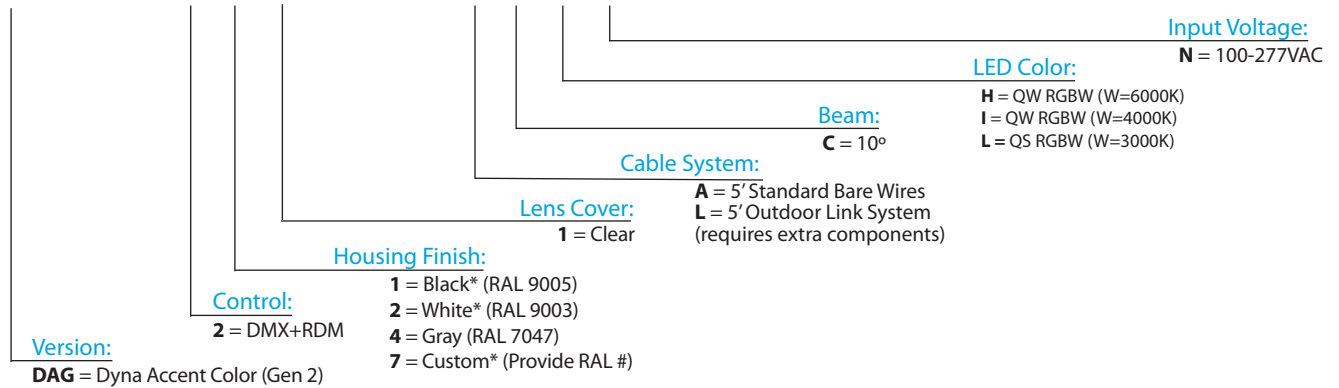 Input Voltage:
N = 100-277VAC
LED Color:
H = QW RGBW (W=6000K)
I = QW RGBW (W=4000K)
L = QS RGBW (W=3000K)
Beam:
C = 10º
Cable System:
A = 5’ Standard Bare Wires
L = 5’ Outdoor Link System
(requires extra components)
Lens Cover:
1 = Clear
Housing Finish:
1 = Black* (RAL 9005)
2 = White* (RAL 9003)
4 = Gray (RAL 7047)
7 = Custom* (Provide RAL #)
Control:
2 = DMX+RDM
Version:
DAG = Dyna Accent Color (Gen 2)